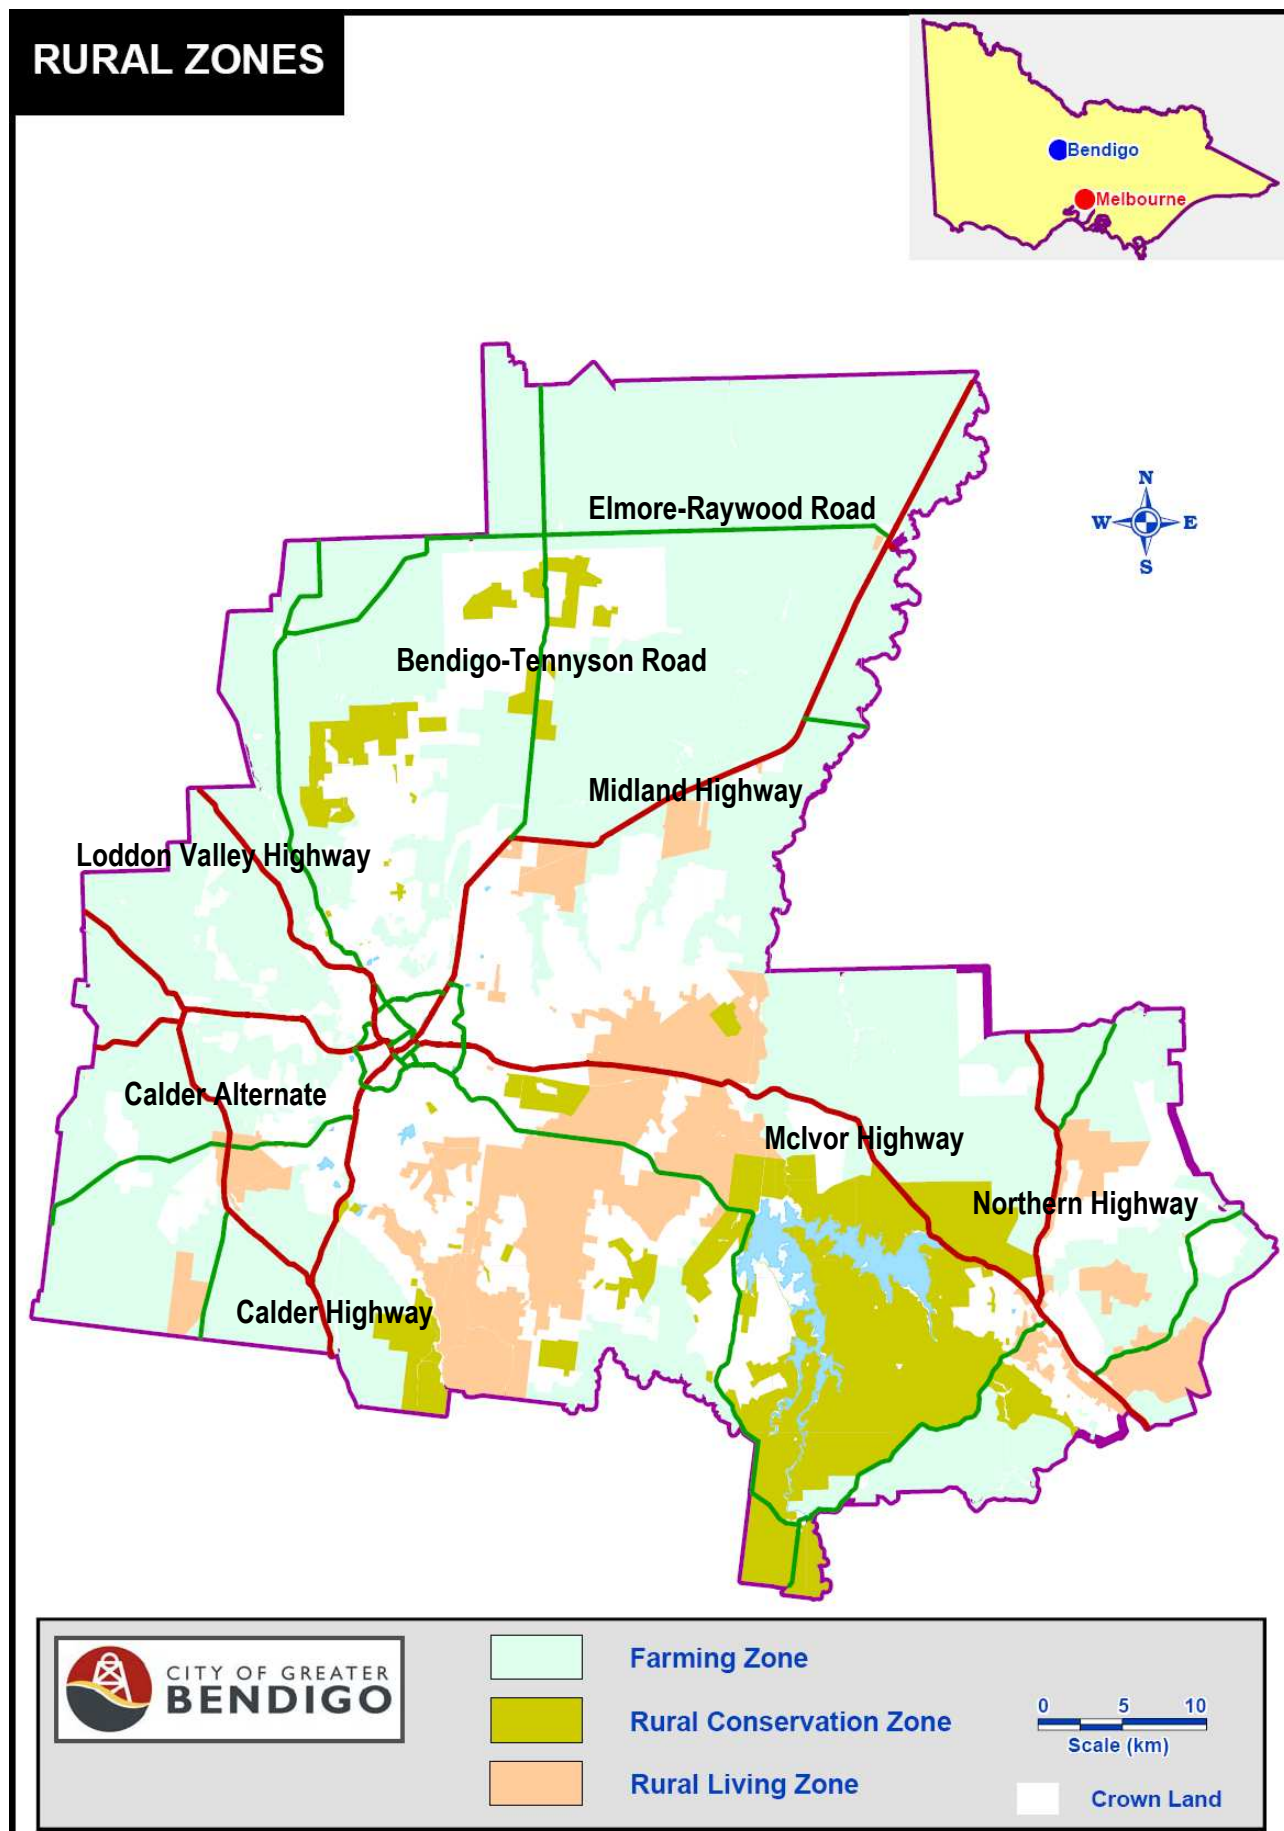 RURAL ZONES
Bendigo
Melbourne
N
W E
S
Elmore-Raywood Road
Bendigo-Tennyson Road
Midland Highway
Loddon Valley Highway
Calder Alternate
McIvor Highway
Northern Highway
Calder Highway
CITY OF GREATER
BENDIGO
Farming Zone
Rural Conservation Zone
Rural Living Zone
0 5 10
Scale (km)
Crown Land